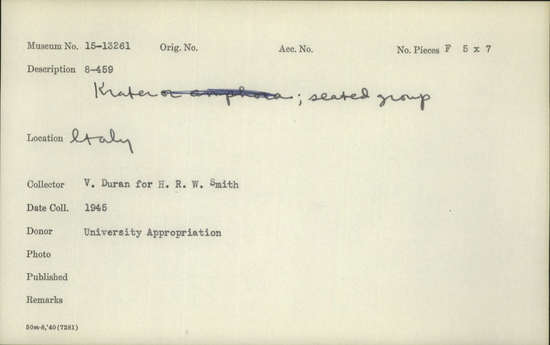 Museum No. 15-13261 Orig. No. Acc. No. No. Pieces F 5 x 7
Description 8-459
Krater or amphora; seated group
Location Italy
Collector V. Duran for H. R. W. Smith
Date Coll. 1945
Donor University Appropriation
Photo
Published
Remarks
50m-8,'40(7281)